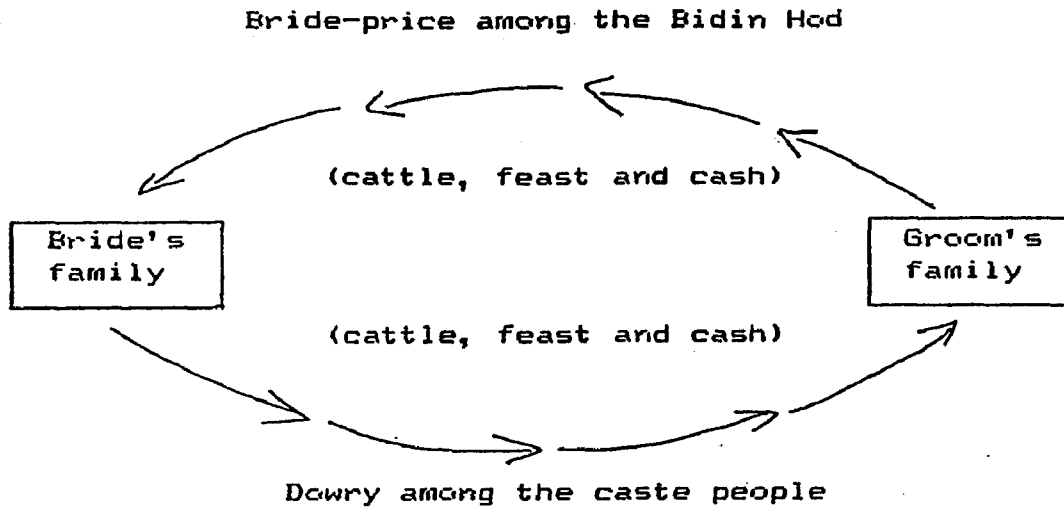 Bride-price among the Bidin Hod
(cattle, feast and cash)
Bride's
family
Groom's
family
(cattle, feast and cash)
Dowry among the caste people